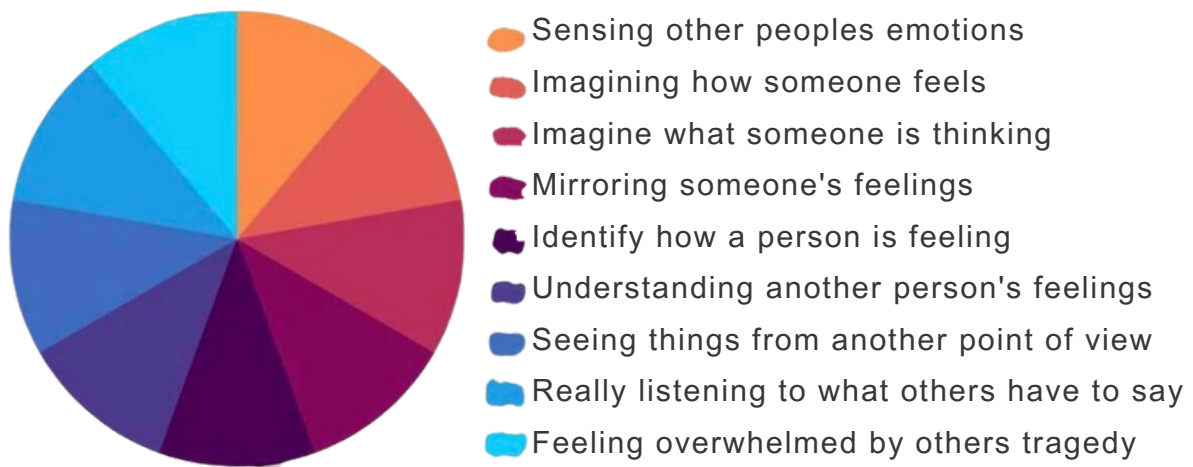 Sensing other peoples emotions
Imagining how someone feels
Imagine what someone is thinking
Mirroring someone's feelings
Identify how a person is feeling
Understanding another person's feelings
Seeing things from another point of view
Really listening to what others have to say
Feeling overwhelmed by others tragedy